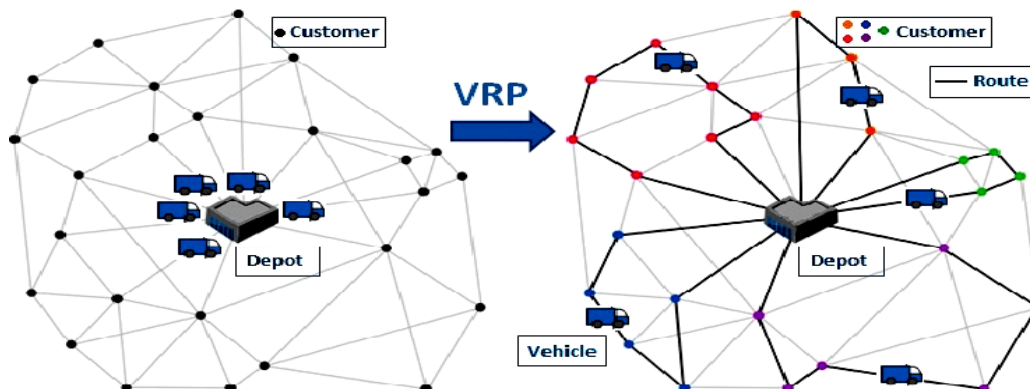 Customer
VRP
Customer
Route
Depot
Depot
Vehicle